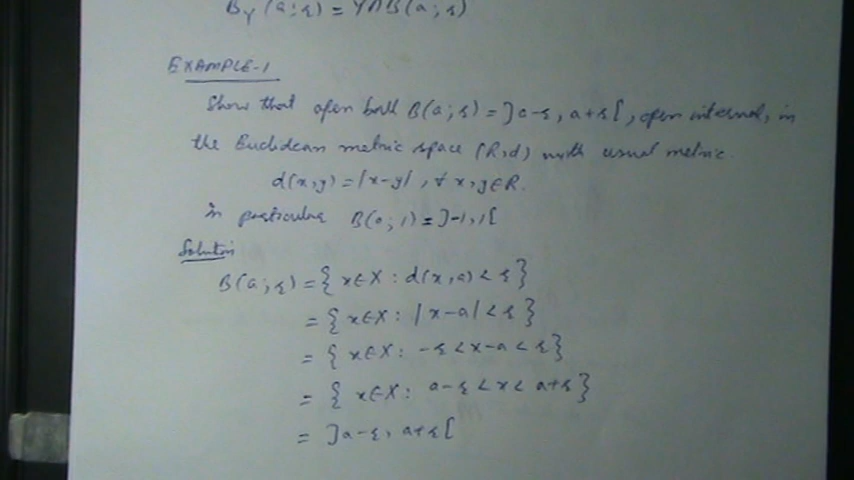 B_Y(a;r) = Y∩B(a;r)
EXAMPLE-1
Show that open ball B(a;r) = ]a-r, a+r[, open interval, in
the Euclidean metric space (R,d) with usual metric.
d(x,y) = |x-y|, ∀ x,y∈R.
In particular B(0;1) = ]-1,1[
Solution
B(a;r) = {x∈X: d(x,a) < r}
= {x∈X: |x-a| < r}
= {x∈X: -r < x-a < r}
= {x∈X: a-r < x < a+r}
= ]a-r, a+r[